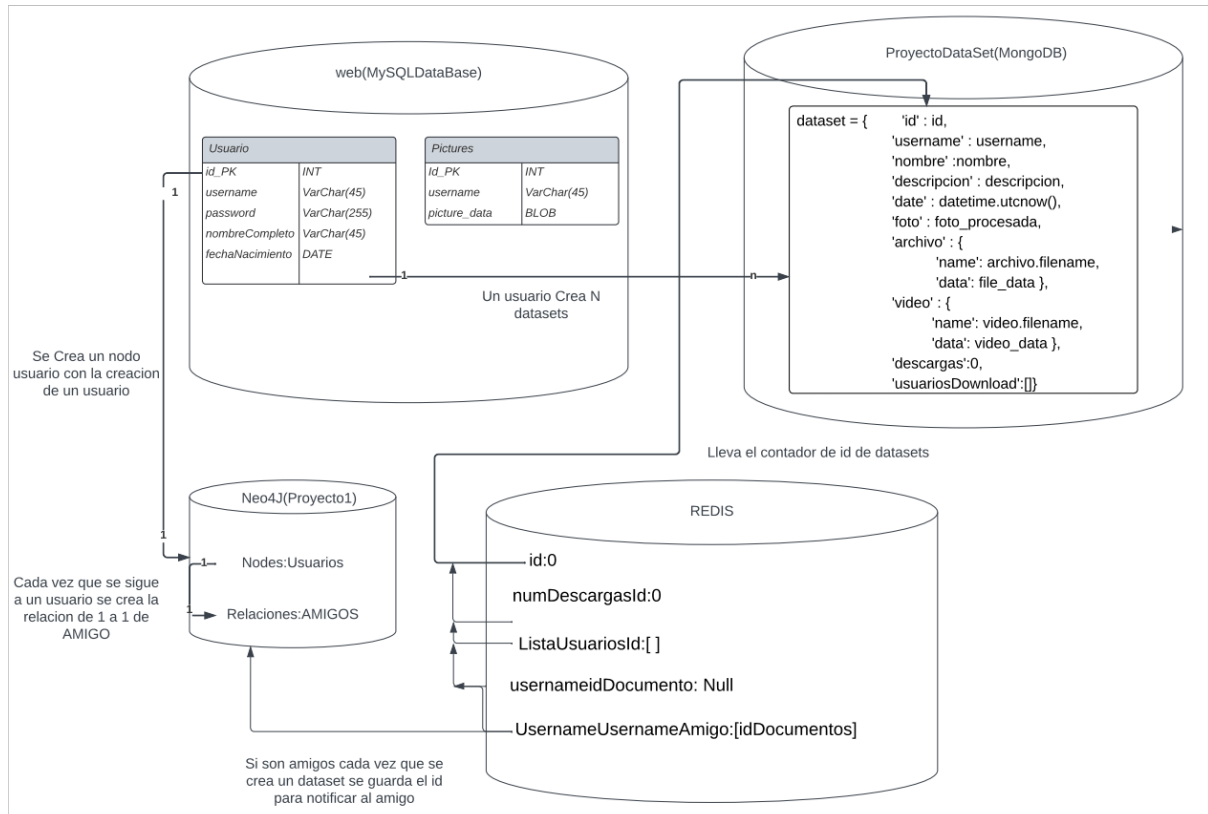 web(MySQLDataBase)
Usuario
id_PK INT
username VarChar(45)
password VarChar(255)
nombreCompleto VarChar(45)
fechaNacimiento DATE
Pictures
Id_PK INT
username VarChar(45)
picture_data BLOB
1
1
n
Un usuario Crea N
datasets
ProyectoDataSet(MongoDB)
dataset = { 'id' : id,
'username' : username,
'nombre' :nombre,
'descripcion' : descripcion,
'date' : datetime.utcnow(),
'foto' : foto_procesada,
'archivo' : {
'name': archivo.filename,
'data': file_data },
'video' : {
'name': video.filename,
'data': video_data },
'descargas':0,
'usuariosDownload':[]}
Se Crea un nodo
usuario con la creacion
de un usuario
1
Lleva el contador de id de datasets
Neo4J(Proyecto1)
1
Nodes:Usuarios
1
Relaciones:AMIGOS
Cada vez que se sigue
a un usuario se crea la
relacion de 1 a 1 de
AMIGO
REDIS
id:0
numDescargasId:0
ListaUsuariosId:[ ]
usernameidDocumento: Null
UsernameUsernameAmigo:[idDocumentos]
Si son amigos cada vez que se
crea un dataset se guarda el id
para notificar al amigo